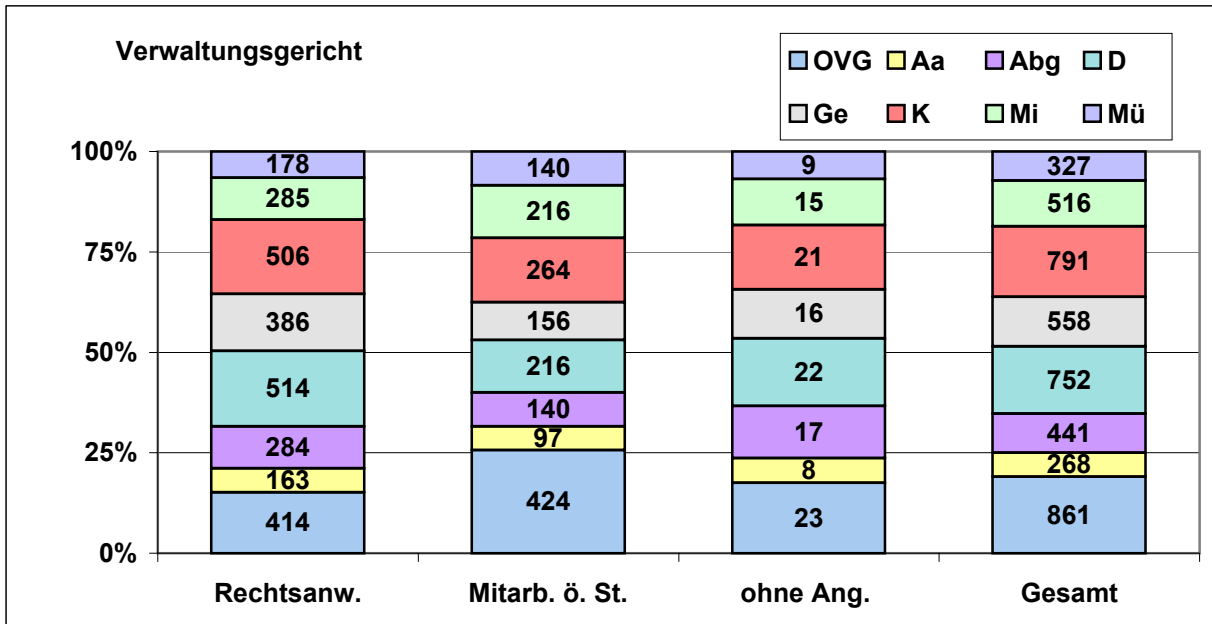 Verwaltungsgericht
OVG Aa Abg D
Ge K Mi Mü
100%
178 140 9 327
285 216 15 516
75%
506 264 21 791
386 156 16 558
50%
514 216 22 752
284 140 17 441
25%
163 97 8 268
414 424 23 861
0%
Rechtsanw. Mitarb. ö. St. ohne Ang. Gesamt